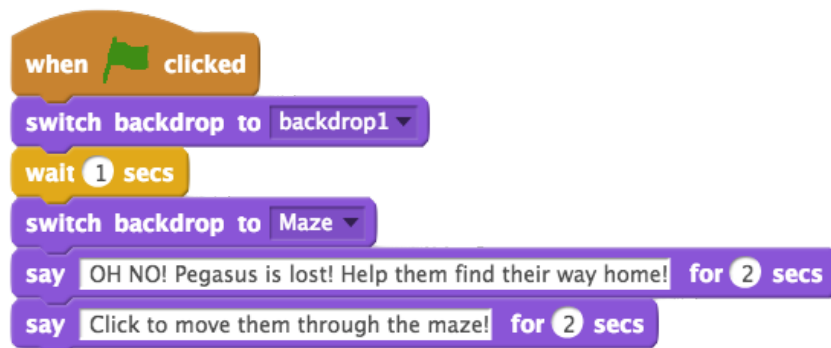 when clicked
switch backdrop to backdrop1
wait 1 secs
switch backdrop to Maze
say OH NO! Pegasus is lost! Help them find their way home! for 2 secs
say Click to move them through the maze! for 2 secs